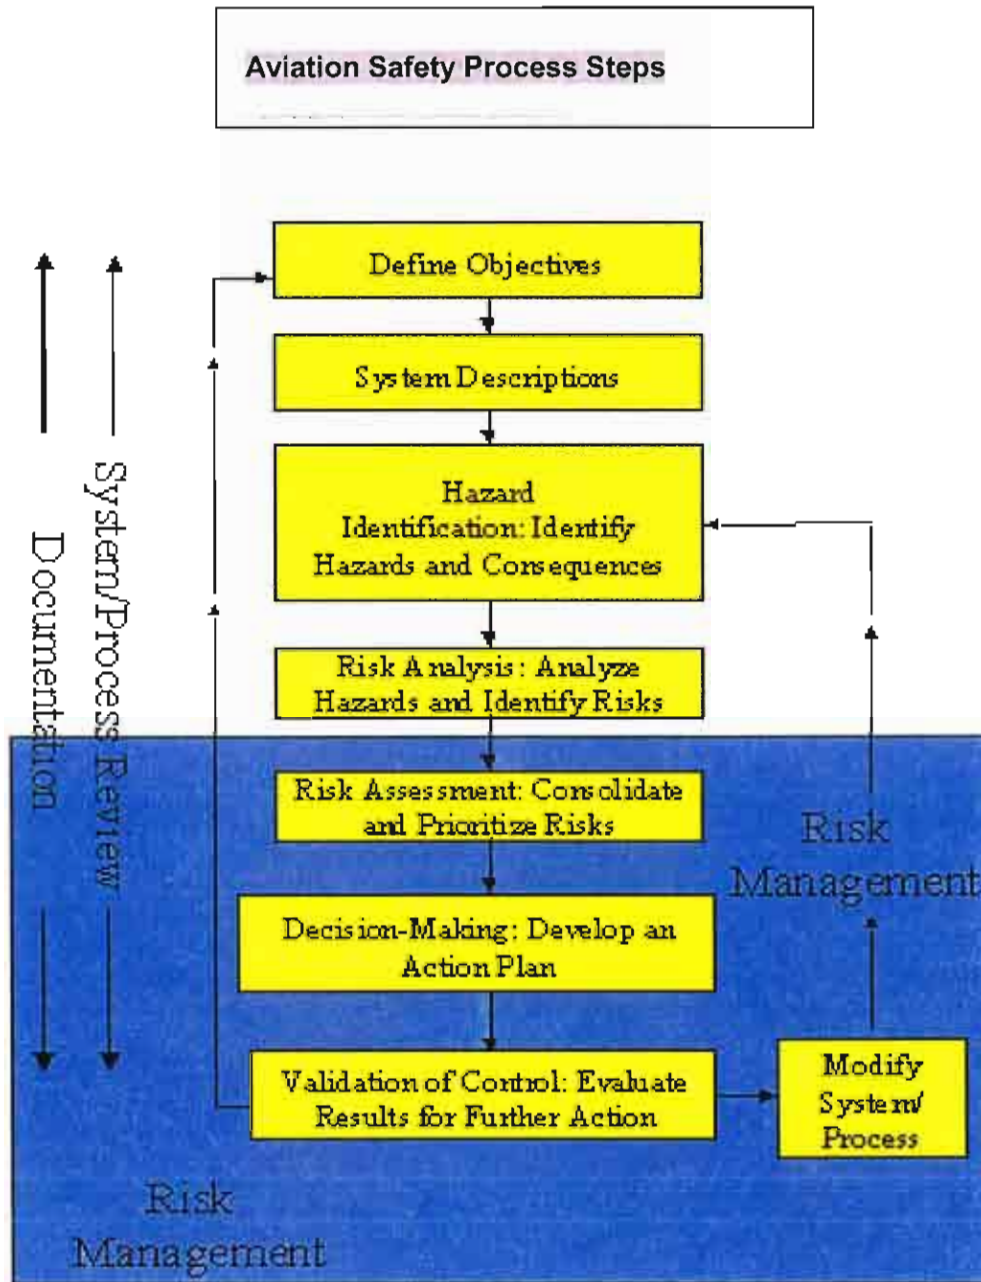 Aviation Safety Process Steps
Define Objectives
System Descriptions
Hazard
Identification: Identify
Hazards and Consequences
Risk Analysis: Analyze
Hazards and Identify Risks
Risk Assessment: Consolidate
and Prioritize Risks
Decision-Making: Develop an
Action Plan
Validation of Control: Evaluate
Results for Further Action
Modify
System/
Process
Risk
Management
Risk
Management
System/Process Review
Documentation